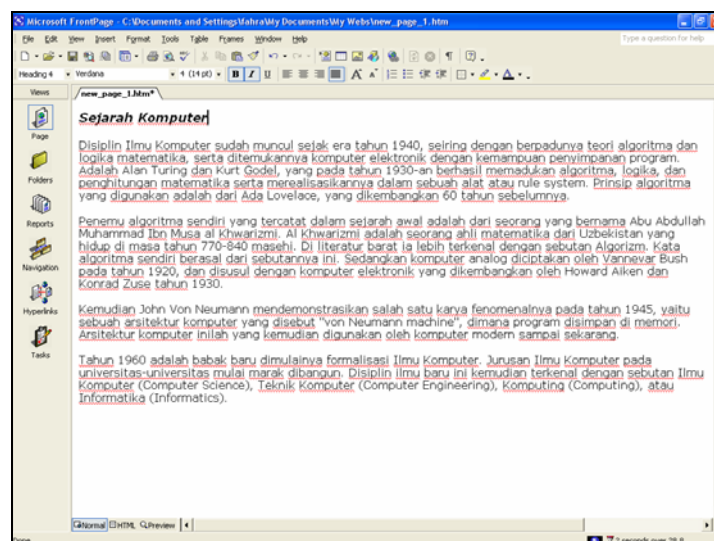 Microsoft FrontPage - C:\Documents and Settings\fahra\My Documents\My Webs\new_page_1.htm
File Edit View Insert Format Tools Table Frames Window Help Type a question for help
Heading 4 Verdana 4 (14 pt) B I U
Views new_page_1.htm*
Page
Folders
Reports
Navigation
Hyperlinks
Tasks
Sejarah Komputer
Disiplin Ilmu Komputer sudah muncul sejak era tahun 1940, seiring dengan berpadunya teori algoritma dan
logika matematika, serta ditemukannya komputer elektronik dengan kemampuan penyimpanan program.
Adalah Alan Turing dan Kurt Godel, yang pada tahun 1930-an berhasil memadukan algoritma, logika, dan
penghitungan matematika serta merealisasikannya dalam sebuah alat atau rule system. Prinsip algoritma
yang digunakan adalah dari Ada Lovelace, yang dikembangkan 60 tahun sebelumnya.
Penemu algoritma sendiri yang tercatat dalam sejarah awal adalah dari seorang yang bernama Abu Abdullah
Muhammad Ibn Musa al Khwarizmi. Al Khwarizmi adalah seorang ahli matematika dari Uzbekistan yang
hidup di masa tahun 770-840 masehi. Di literatur barat ia lebih terkenal dengan sebutan Algorizm. Kata
algoritma sendiri berasal dari sebutannya ini. Sedangkan komputer analog diciptakan oleh Vannevar Bush
pada tahun 1920, dan disusul dengan komputer elektronik yang dikembangkan oleh Howard Aiken dan
Konrad Zuse tahun 1930.
Kemudian John Von Neumann mendemonstrasikan salah satu karya fenomenalnya pada tahun 1945, yaitu
sebuah arsitektur komputer yang disebut "von Neumann machine", dimana program disimpan di memori.
Arsitektur komputer inilah yang kemudian digunakan oleh komputer modern sampai sekarang.
Tahun 1960 adalah babak baru dimulainya formalisasi Ilmu Komputer. Jurusan Ilmu Komputer pada
universitas-universitas mulai marak dibangun. Disiplin ilmu baru ini kemudian terkenal dengan sebutan Ilmu
Komputer (Computer Science), Teknik Komputer (Computer Engineering), Komputing (Computing), atau
Informatika (Informatics).
Normal HTML Preview
Done 2 seconds over 28.8